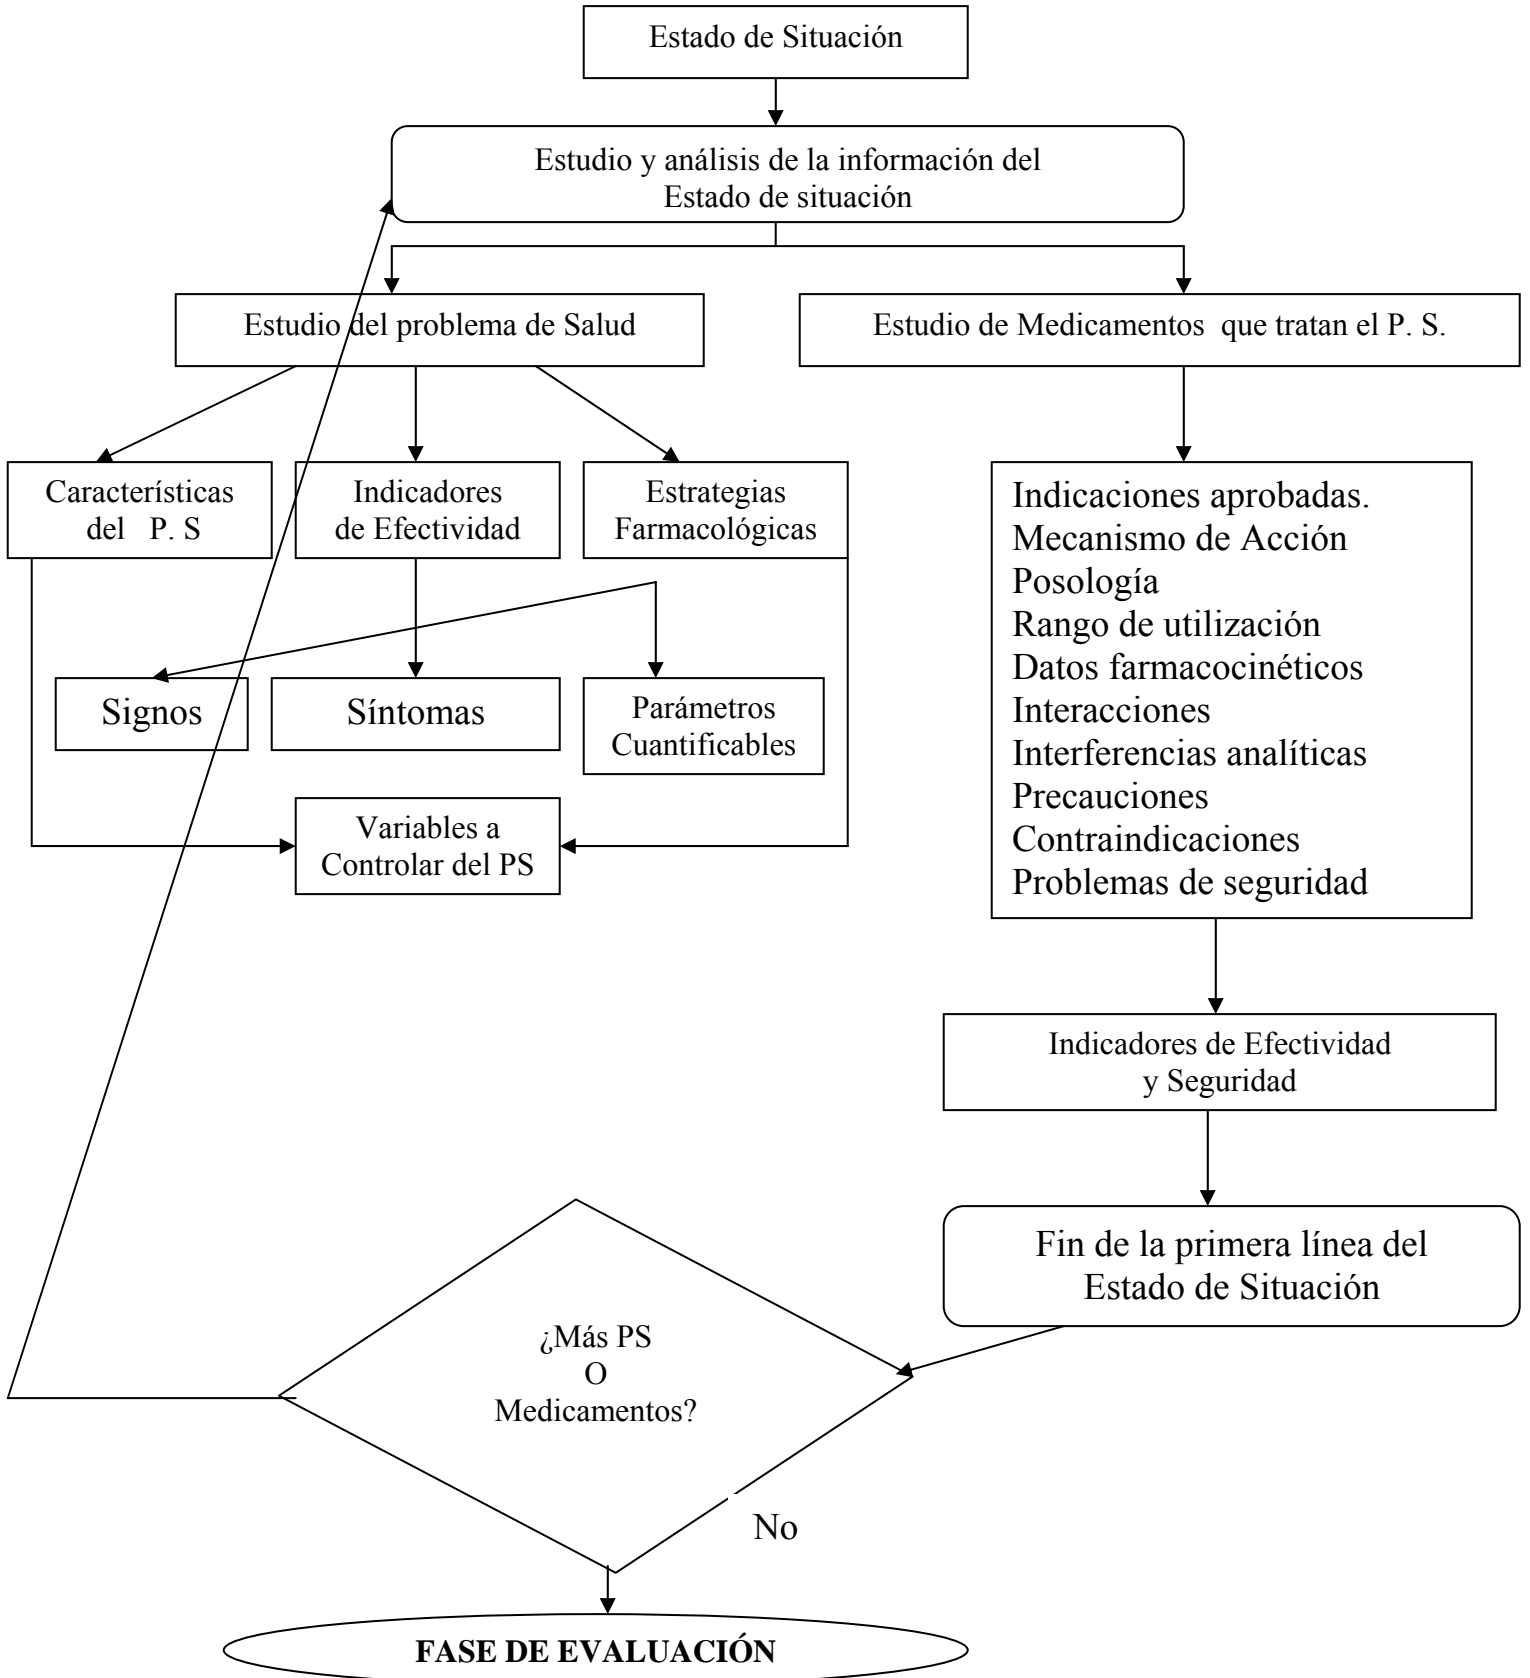 Estado de Situación
Estudio y análisis de la información del
Estado de situación
Estudio del problema de Salud
Estudio de Medicamentos  que tratan el P. S.
Característícas
del   P. S
Indicadores
de Efectividad
Estrategias
Farmacológicas
Indicaciones aprobadas.
Mecanismo de Acción
Posología
Rango de utilización
Datos farmacocinéticos
Interacciones
Interferencias analíticas
Precauciones
Contraindicaciones
Problemas de seguridad
Signos
Síntomas
Parámetros
Cuantificables
Variables a
Controlar del PS
Indicadores de Efectividad
y Seguridad
Fin de la primera línea del
Estado de Situación
¿Más PS
O
Medicamentos?
No
FASE DE EVALUACIÓN